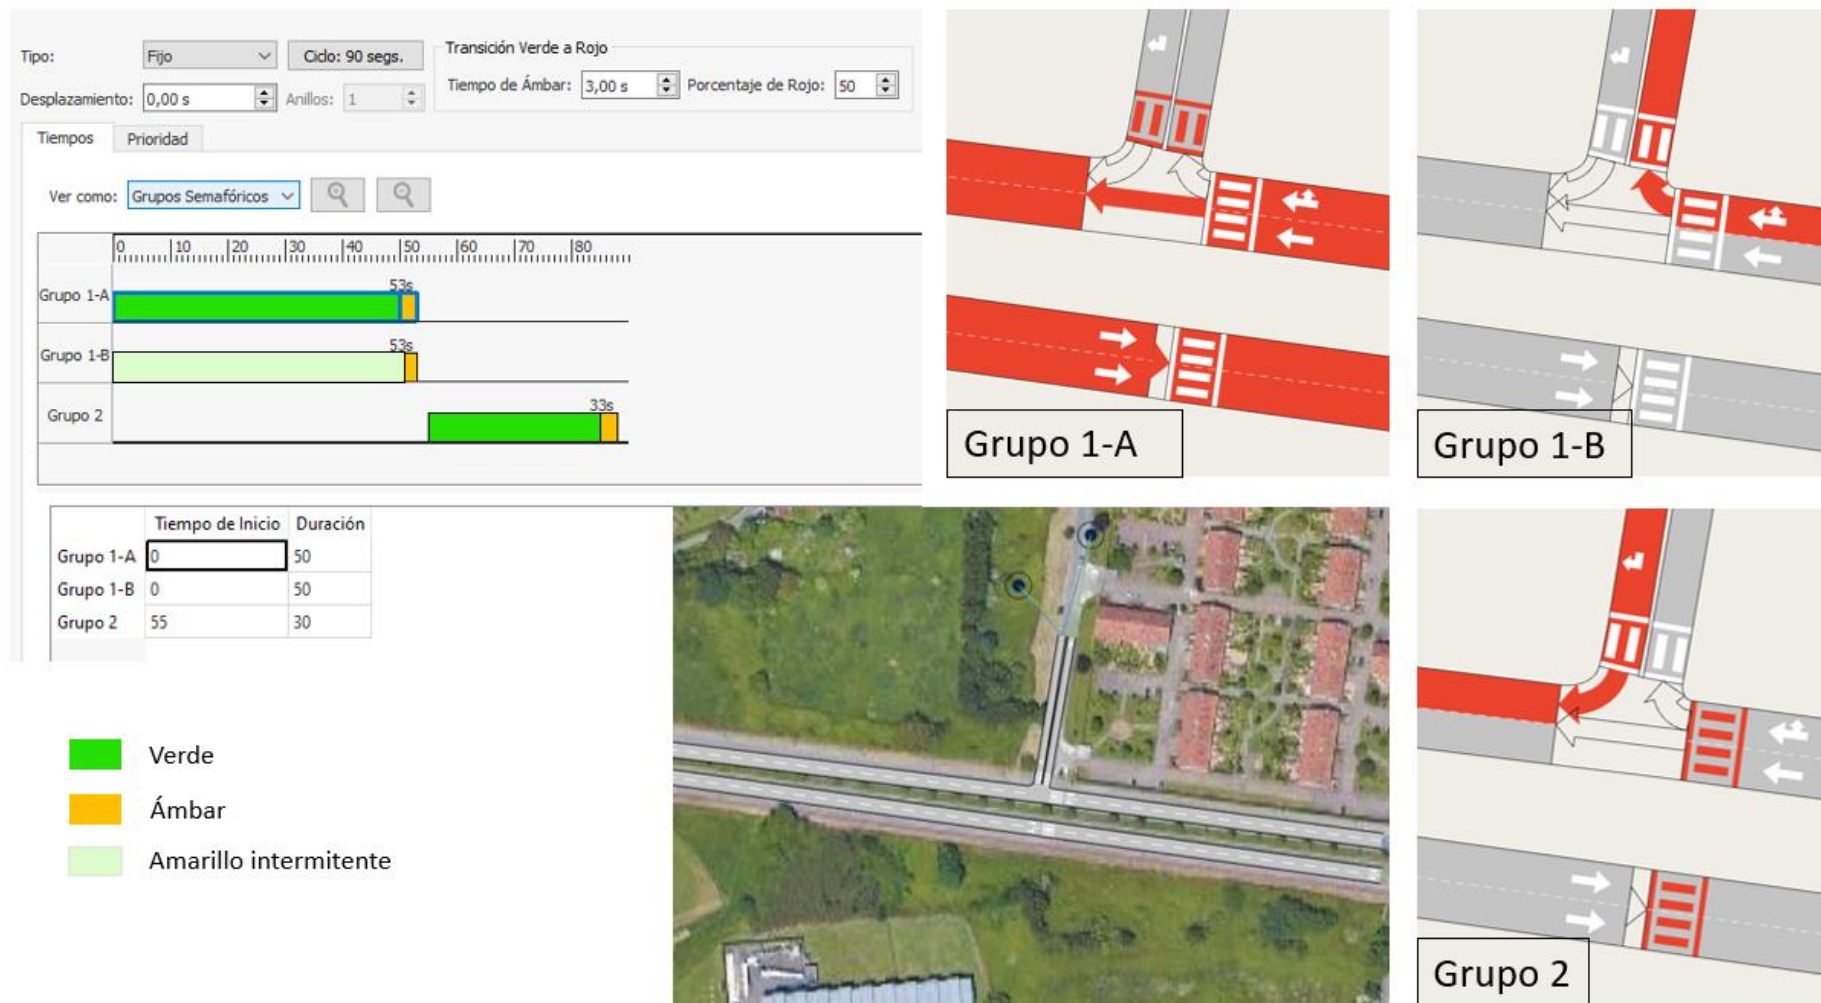 Tipo: Fijo Ciclo: 90 segs.
Transición Verde a Rojo
Tiempo de Ámbar: 3,00 s Porcentaje de Rojo: 50
Desplazamiento: 0,00 s Anillos: 1
Tiempos Prioridad
Ver como: Grupos Semafóricos
0 10 20 30 40 50 60 70 80
53s
Grupo 1-A
53s
Grupo 1-B
33s
Grupo 2
Tiempo de Inicio Duración
Grupo 1-A 0 50
Grupo 1-B 0 50
Grupo 2 55 30
Verde
Ámbar
Amarillo intermitente
Grupo 1-A
Grupo 1-B
Grupo 2